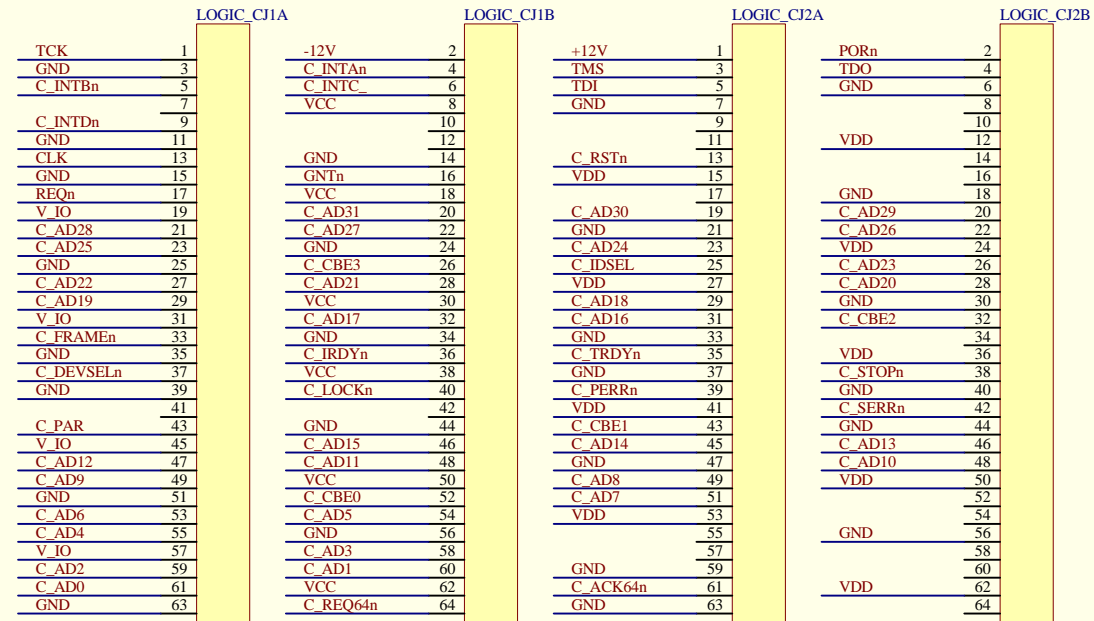 LOGIC_CJ1A LOGIC_CJ1B LOGIC_CJ2A LOGIC_CJ2B
TCK 1 -12V 2 +12V 1 PORn 2
GND 3 C_INTAn 4 TMS 3 TDO 4
C_INTBn 5 C_INTC_ 6 TDI 5 GND 6
7 VCC 8 GND 7 8
C_INTDn 9 10 9 10
GND 11 12 11 VDD 12
CLK 13 GND 14 C_RSTn 13 14
GND 15 GNTn 16 VDD 15 16
REQn 17 VCC 18 17 GND 18
V_IO 19 C_AD31 20 C_AD30 19 C_AD29 20
C_AD28 21 C_AD27 22 GND 21 C_AD26 22
C_AD25 23 GND 24 C_AD24 23 VDD 24
GND 25 C_CBE3 26 C_IDSEL 25 C_AD23 26
C_AD22 27 C_AD21 28 VDD 27 C_AD20 28
C_AD19 29 VCC 30 C_AD18 29 GND 30
V_IO 31 C_AD17 32 C_AD16 31 C_CBE2 32
C_FRAMEn 33 GND 34 GND 33 34
GND 35 C_IRDYn 36 C_TRDYn 35 VDD 36
C_DEVSELn 37 VCC 38 GND 37 C_STOPn 38
GND 39 C_LOCKn 40 C_PERRn 39 GND 40
41 42 VDD 41 C_SERRn 42
C_PAR 43 GND 44 C_CBE1 43 GND 44
V_IO 45 C_AD15 46 C_AD14 45 C_AD13 46
C_AD12 47 C_AD11 48 GND 47 C_AD10 48
C_AD9 49 VCC 50 C_AD8 49 VDD 50
GND 51 C_CBE0 52 C_AD7 51 52
C_AD6 53 C_AD5 54 VDD 53 54
C_AD4 55 GND 56 55 GND 56
V_IO 57 C_AD3 58 57 58
C_AD2 59 C_AD1 60 GND 59 60
C_AD0 61 VCC 62 C_ACK64n 61 VDD 62
GND 63 C_REQ64n 64 GND 63 64